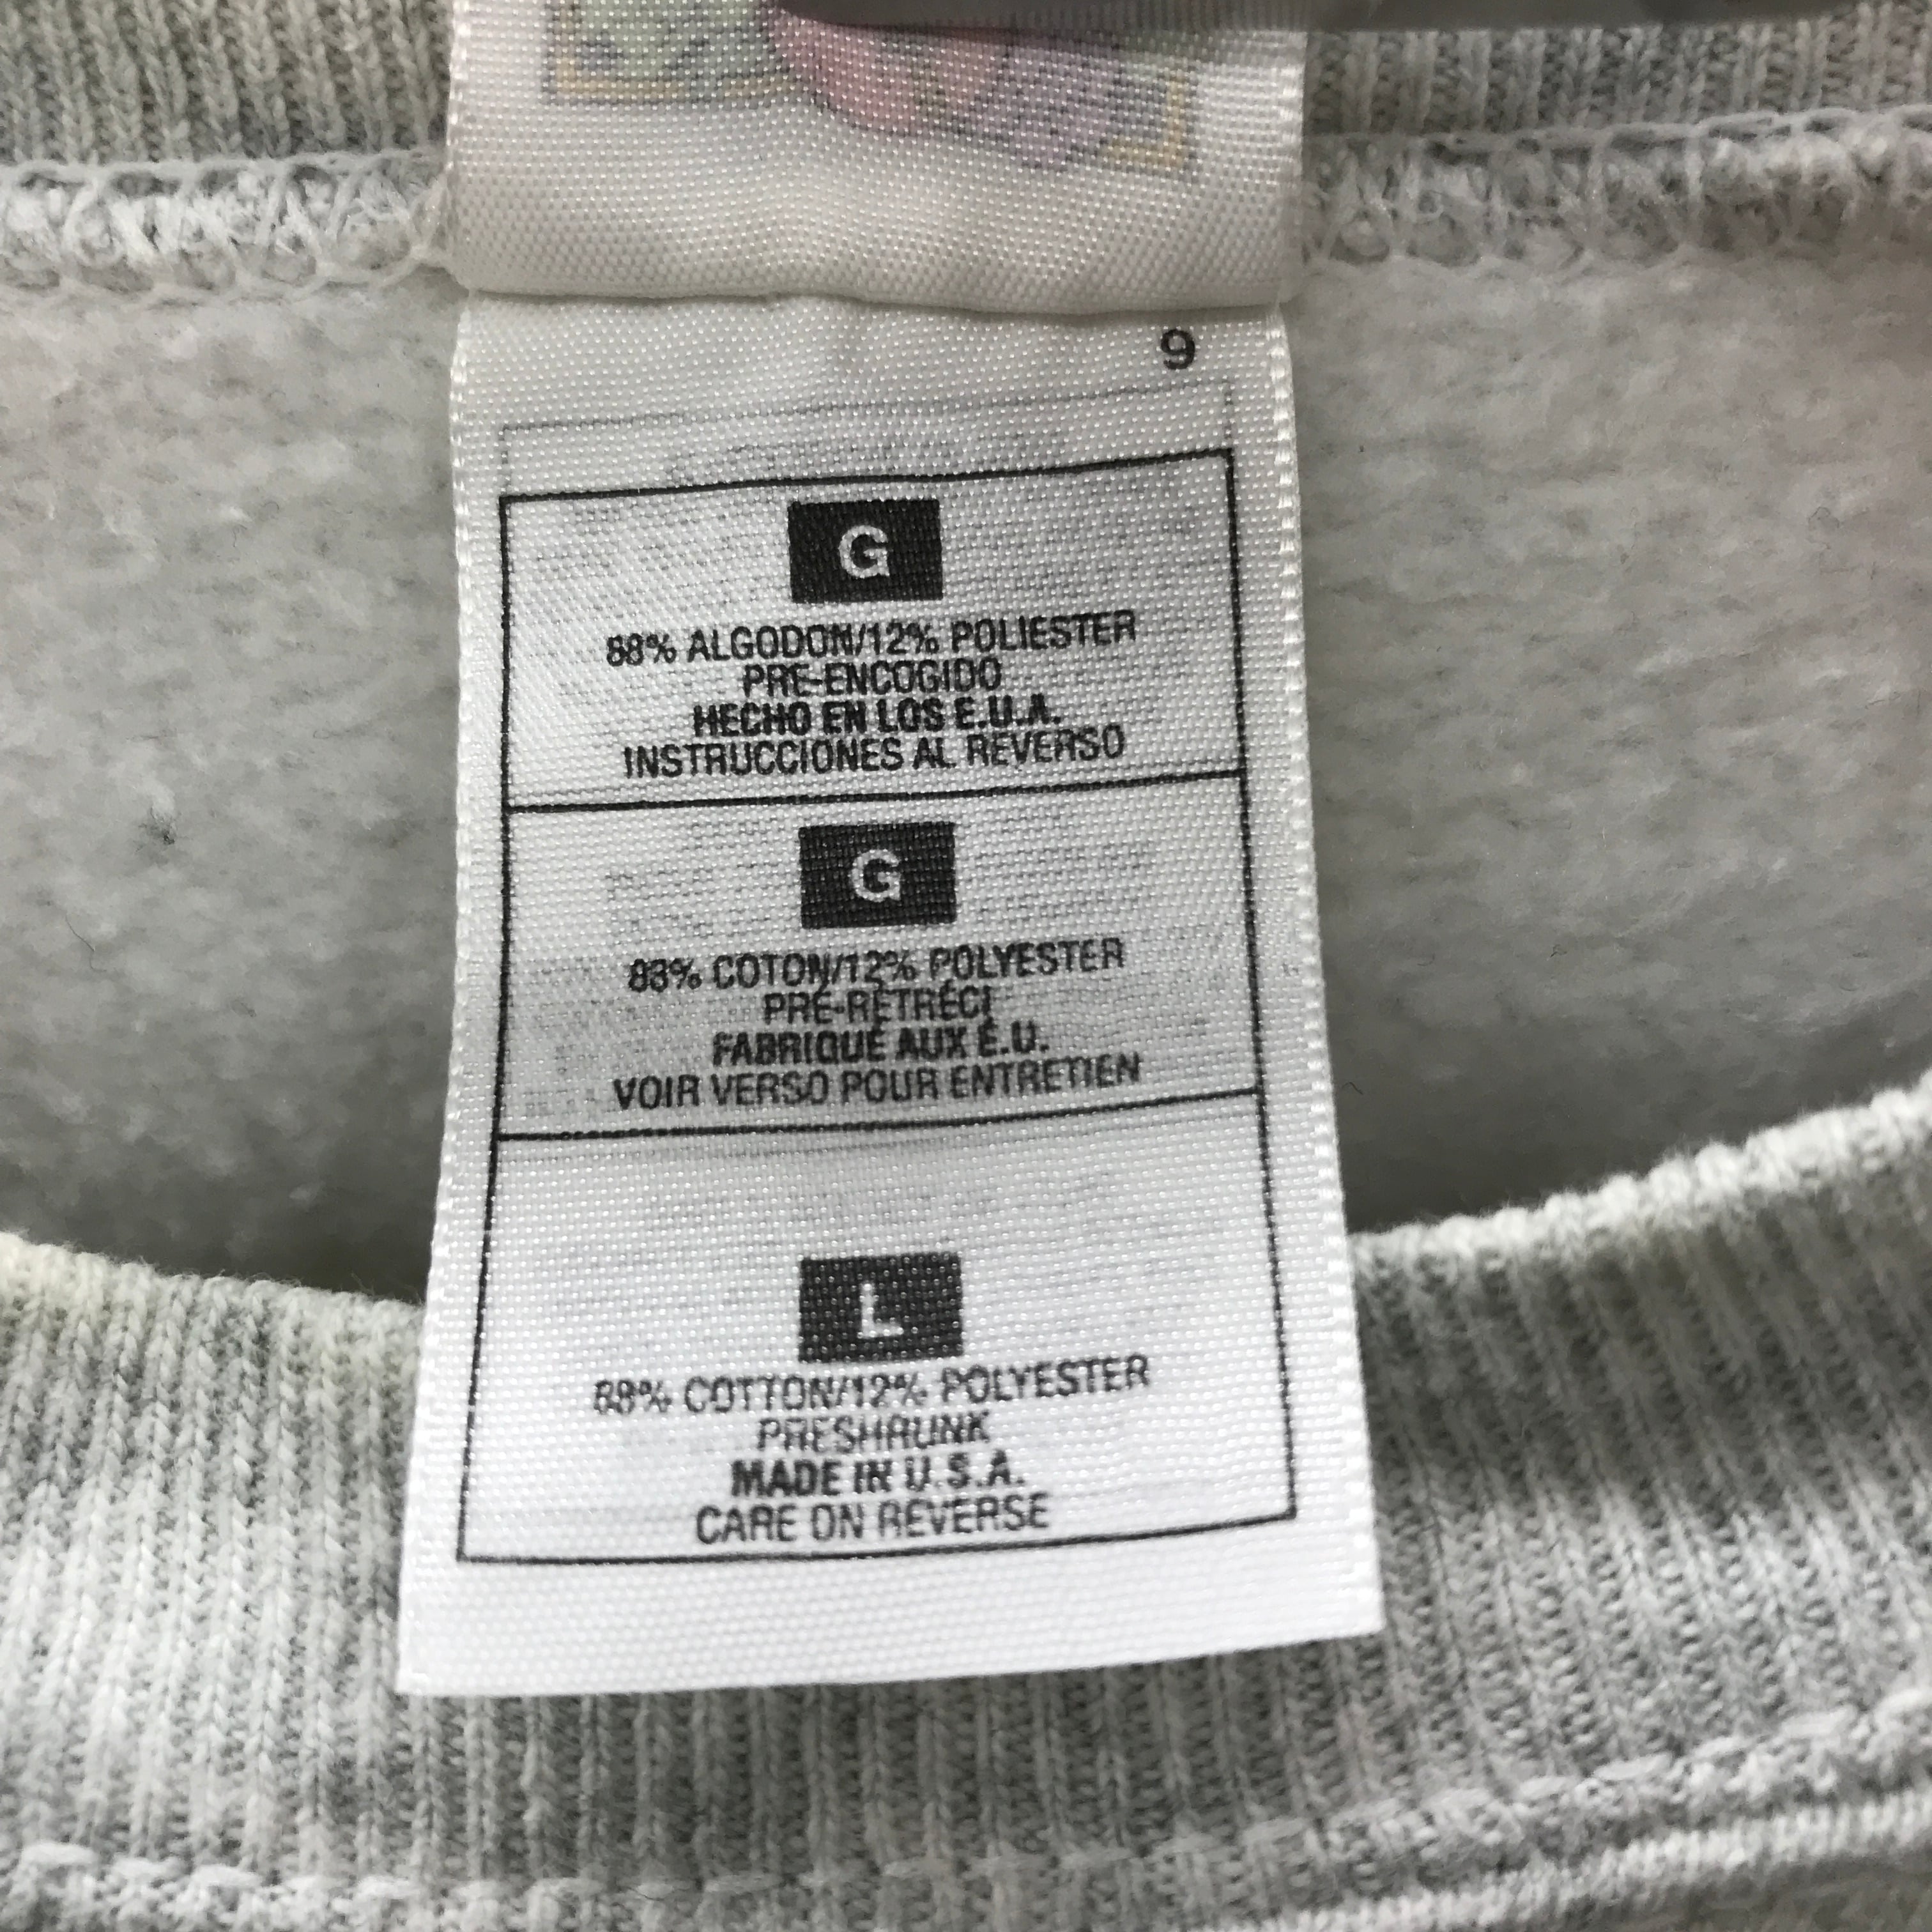 9
G
88% ALGODON/12% POLIESTER
PRE-ENCOGIDO
HECHO EN LOS E.U.A.
INSTRUCCIONES AL REVERSO
G
88% COTON/12% POLYESTER
PRÉ-RÉTRÉCI
FABRIQUÉ AUX É.U.
VOIR VERSO POUR ENTRETIEN
L
88% COTTON/12% POLYESTER
PRESHRUNK
MADE IN U.S.A.
CARE ON REVERSE